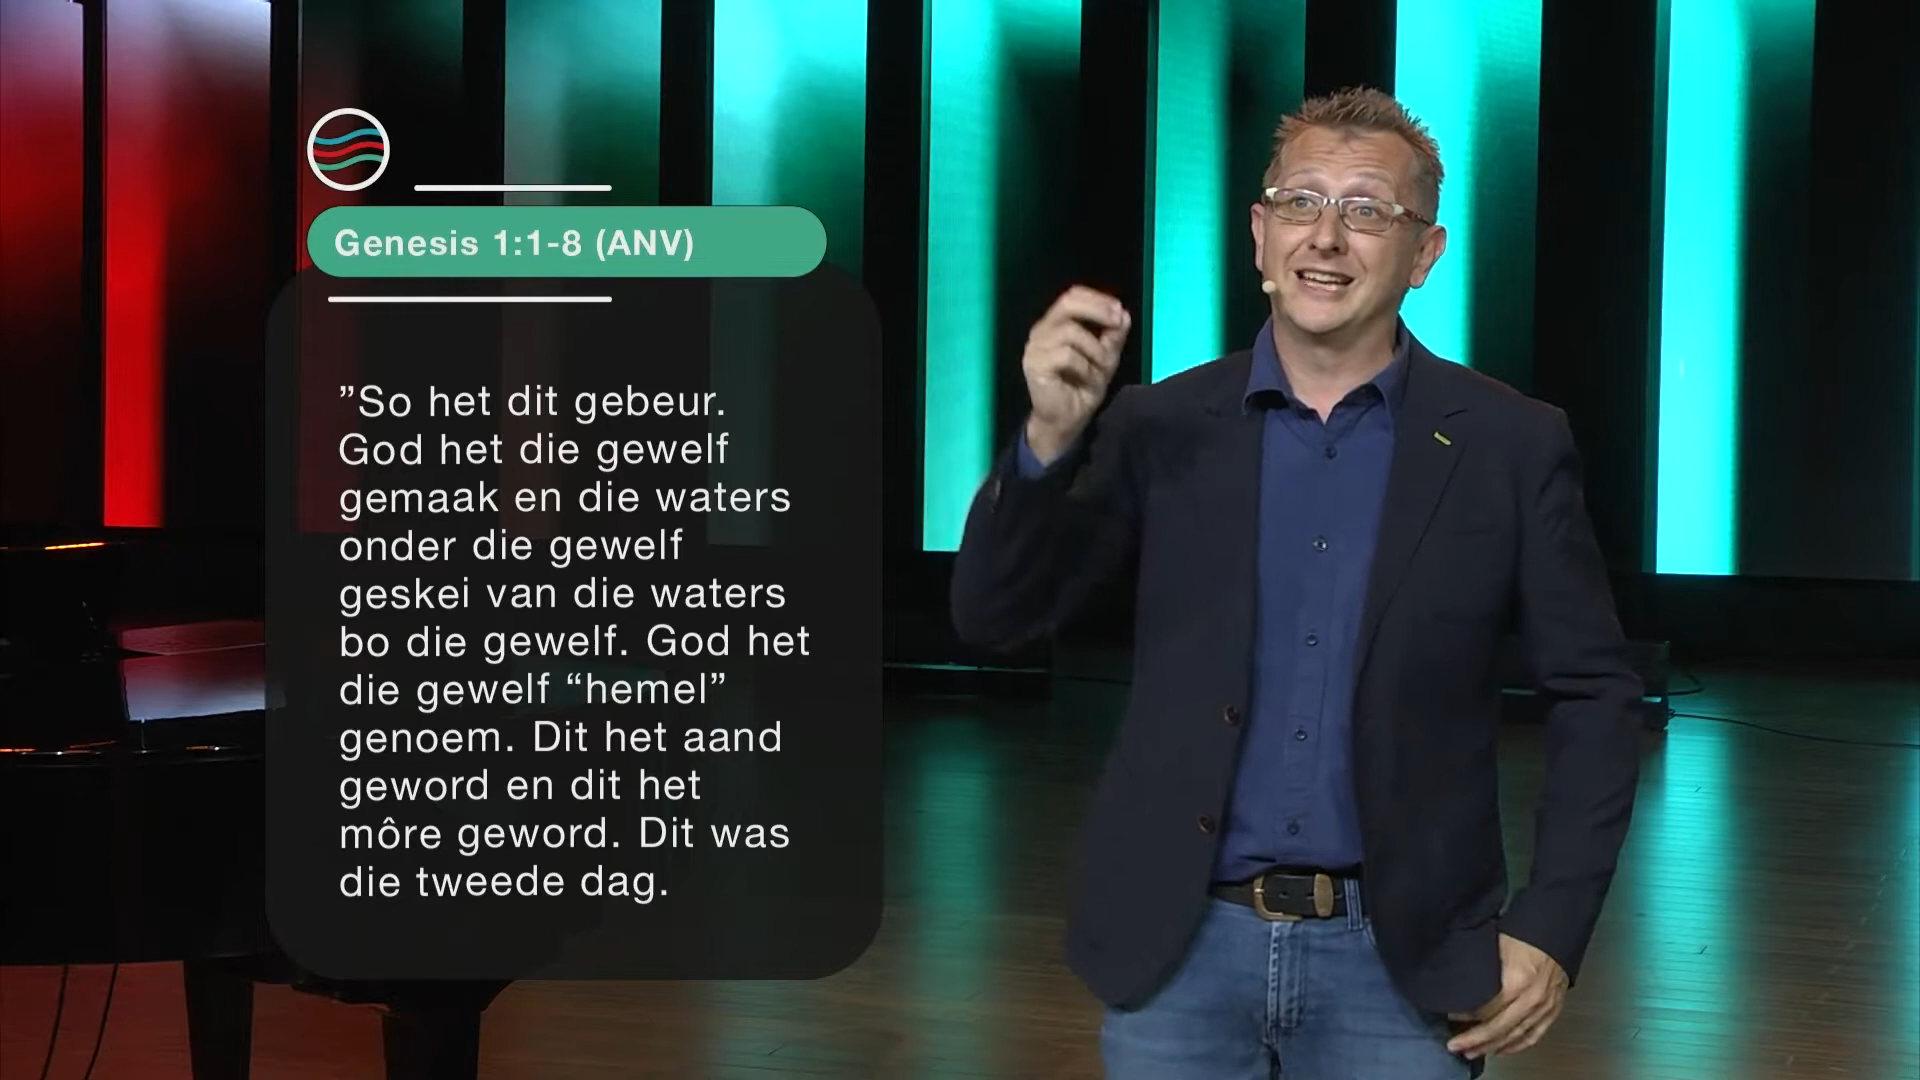 Genesis 1:1-8 (ANV)
”So het dit gebeur.
God het die gewelf
gemaak en die waters
onder die gewelf
geskei van die waters
bo die gewelf. God het
die gewelf “hemel”
genoem. Dit het aand
geword en dit het
môre geword. Dit was
die tweede dag.